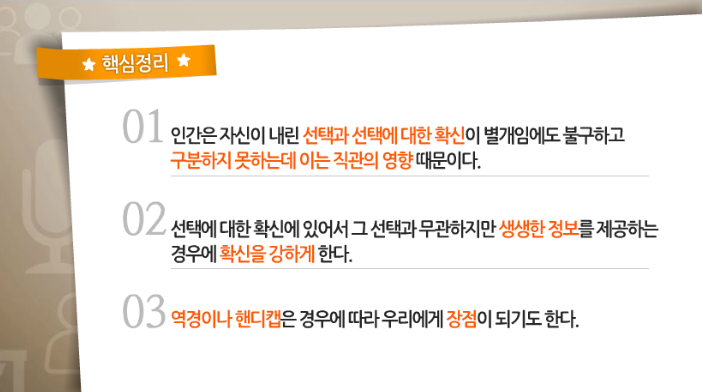 ★ 핵심정리 ★
01 인간은 자신이 내린 선택과 선택에 대한 확신이 별개임에도 불구하고
구분하지 못하는데 이는 직관의 영향 때문이다.
02 선택에 대한 확신에 있어서 그 선택과 무관하지만 생생한 정보를 제공하는
경우에 확신을 강하게 한다.
03 역경이나 핸디캡은 경우에 따라 우리에게 장점이 되기도 한다.